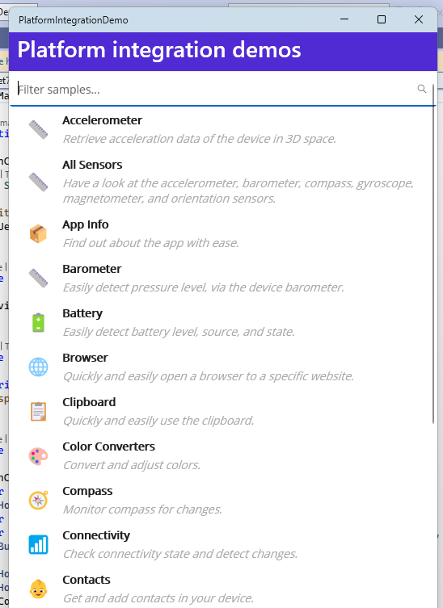 PlatformIntegrationDemo
Platform integration demos
Filter samples...
Accelerometer
Retrieve acceleration data of the device in 3D space.
All Sensors
Have a look at the accelerometer, barometer, compass, gyroscope,
magnetometer, and orientation sensors.
App Info
Find out about the app with ease.
Barometer
Easily detect pressure level, via the device barometer.
Battery
Easily detect battery level, source, and state.
Browser
Quickly and easily open a browser to a specific website.
Clipboard
Quickly and easily use the clipboard.
Color Converters
Convert and adjust colors.
Compass
Monitor compass for changes.
Connectivity
Check connectivity state and detect changes.
Contacts
Get and add contacts in your device.